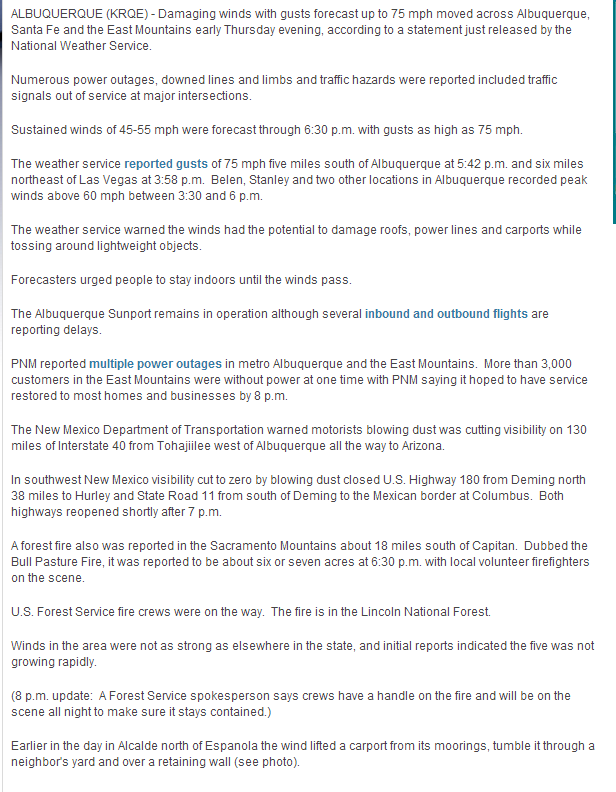 ALBUQUERQUE (KRQE) - Damaging winds with gusts forecast up to 75 mph moved across Albuquerque,
Santa Fe and the East Mountains early Thursday evening, according to a statement just released by the
National Weather Service.
Numerous power outages, downed lines and limbs and traffic hazards were reported included traffic
signals out of service at major intersections.
Sustained winds of 45-55 mph were forecast through 6:30 p.m. with gusts as high as 75 mph.
The weather service reported gusts of 75 mph five miles south of Albuquerque at 5:42 p.m. and six miles
northeast of Las Vegas at 3:58 p.m.  Belen, Stanley and two other locations in Albuquerque recorded peak
winds above 60 mph between 3:30 and 6 p.m.
The weather service warned the winds had the potential to damage roofs, power lines and carports while
tossing around lightweight objects.
Forecasters urged people to stay indoors until the winds pass.
The Albuquerque Sunport remains in operation although several inbound and outbound flights are
reporting delays.
PNM reported multiple power outages in metro Albuquerque and the East Mountains.  More than 3,000
customers in the East Mountains were without power at one time with PNM saying it hoped to have service
restored to most homes and businesses by 8 p.m.
The New Mexico Department of Transportation warned motorists blowing dust was cutting visibility on 130
miles of Interstate 40 from Tohajiilee west of Albuquerque all the way to Arizona.
In southwest New Mexico visibility cut to zero by blowing dust closed U.S. Highway 180 from Deming north
38 miles to Hurley and State Road 11 from south of Deming to the Mexican border at Columbus.  Both
highways reopened shortly after 7 p.m.
A forest fire also was reported in the Sacramento Mountains about 18 miles south of Capitan.  Dubbed the
Bull Pasture Fire, it was reported to be about six or seven acres at 6:30 p.m. with local volunteer firefighters
on the scene.
U.S. Forest Service fire crews were on the way.  The fire is in the Lincoln National Forest.
Winds in the area were not as strong as elsewhere in the state, and initial reports indicated the five was not
growing rapidly.
(8 p.m. update:  A Forest Service spokesperson says crews have a handle on the fire and will be on the
scene all night to make sure it stays contained.)
Earlier in the day in Alcalde north of Espanola the wind lifted a carport from its moorings, tumble it through a
neighbor's yard and over a retaining wall (see photo).